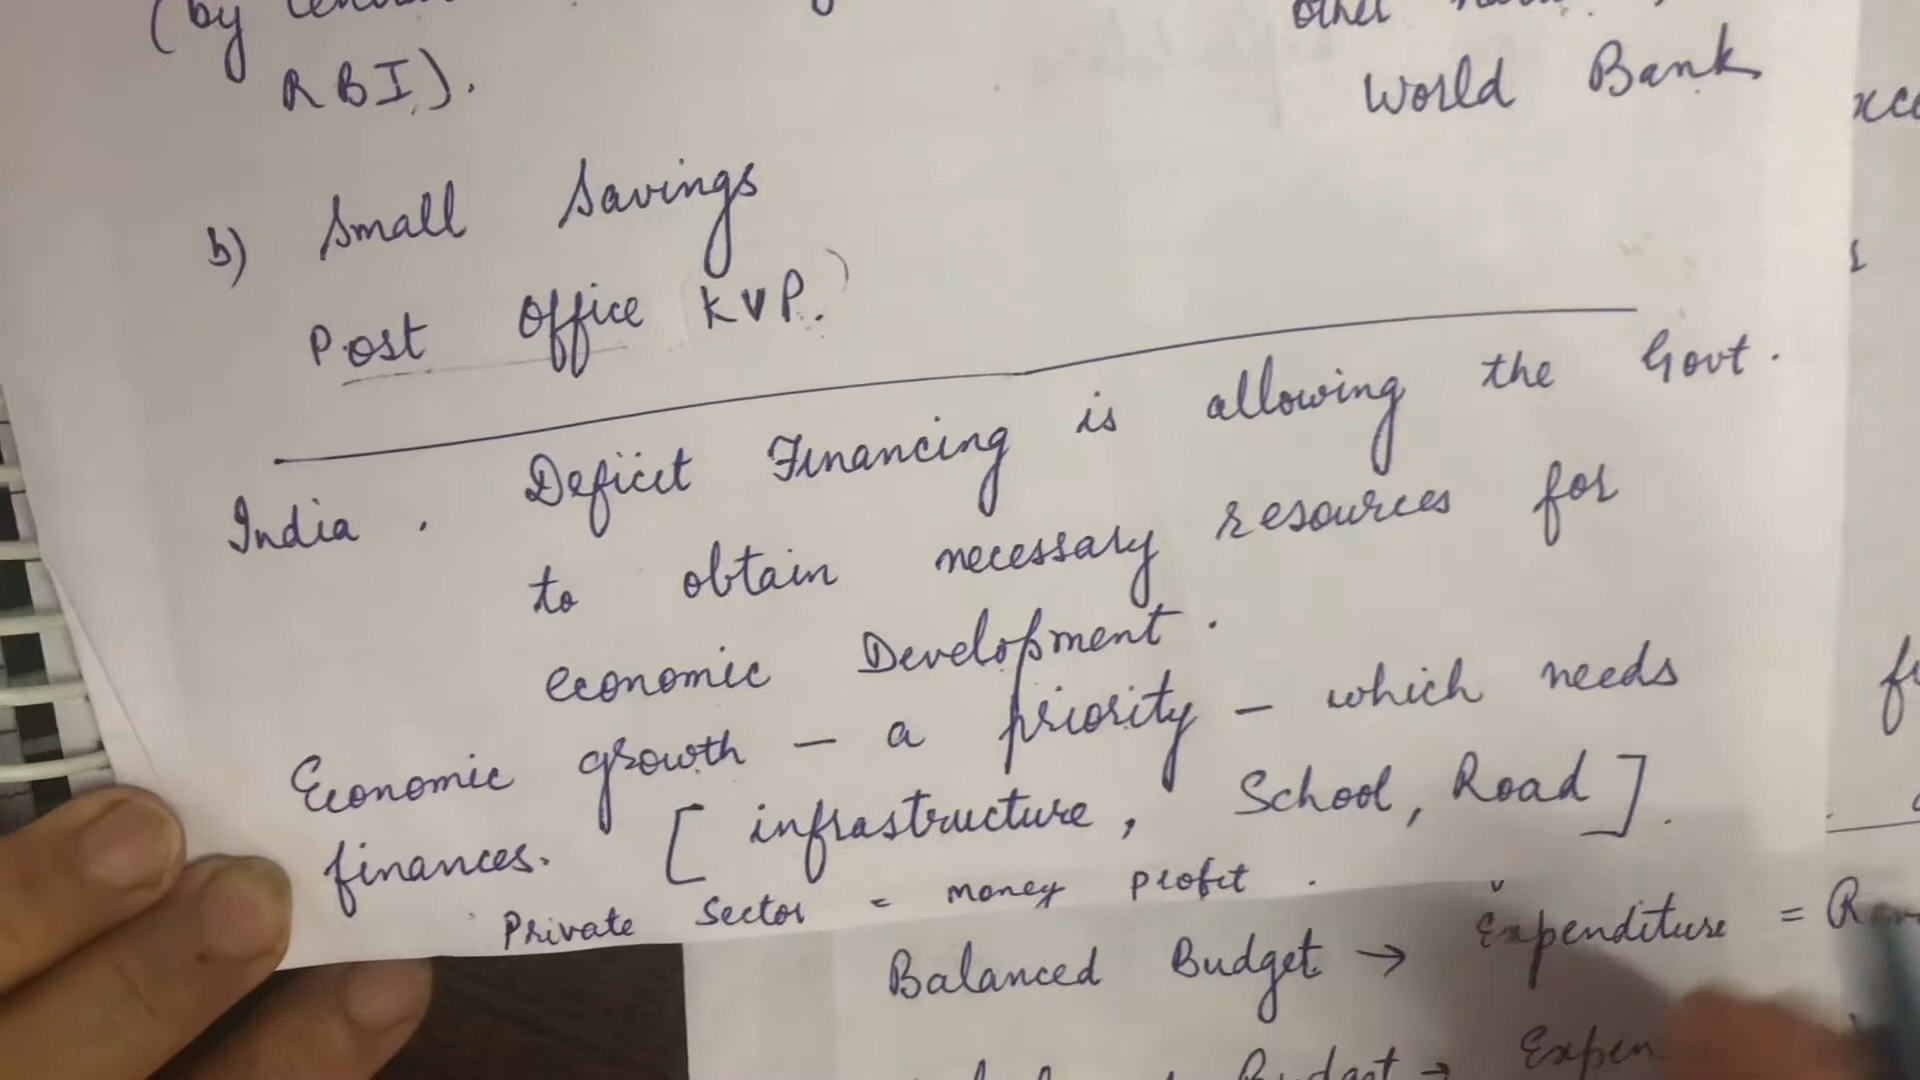 (by
other
RBI).
World Bank
b) Small Savings
Post Office (KVP.)
India. Deficit Financing is allowing the Govt.
to obtain necessary resources for
economic Development.
Economic growth – a priority – which needs
finances. [infrastructure, School, Road].
Private Sector = money profit.
Balanced Budget → Expenditure =
Budget →